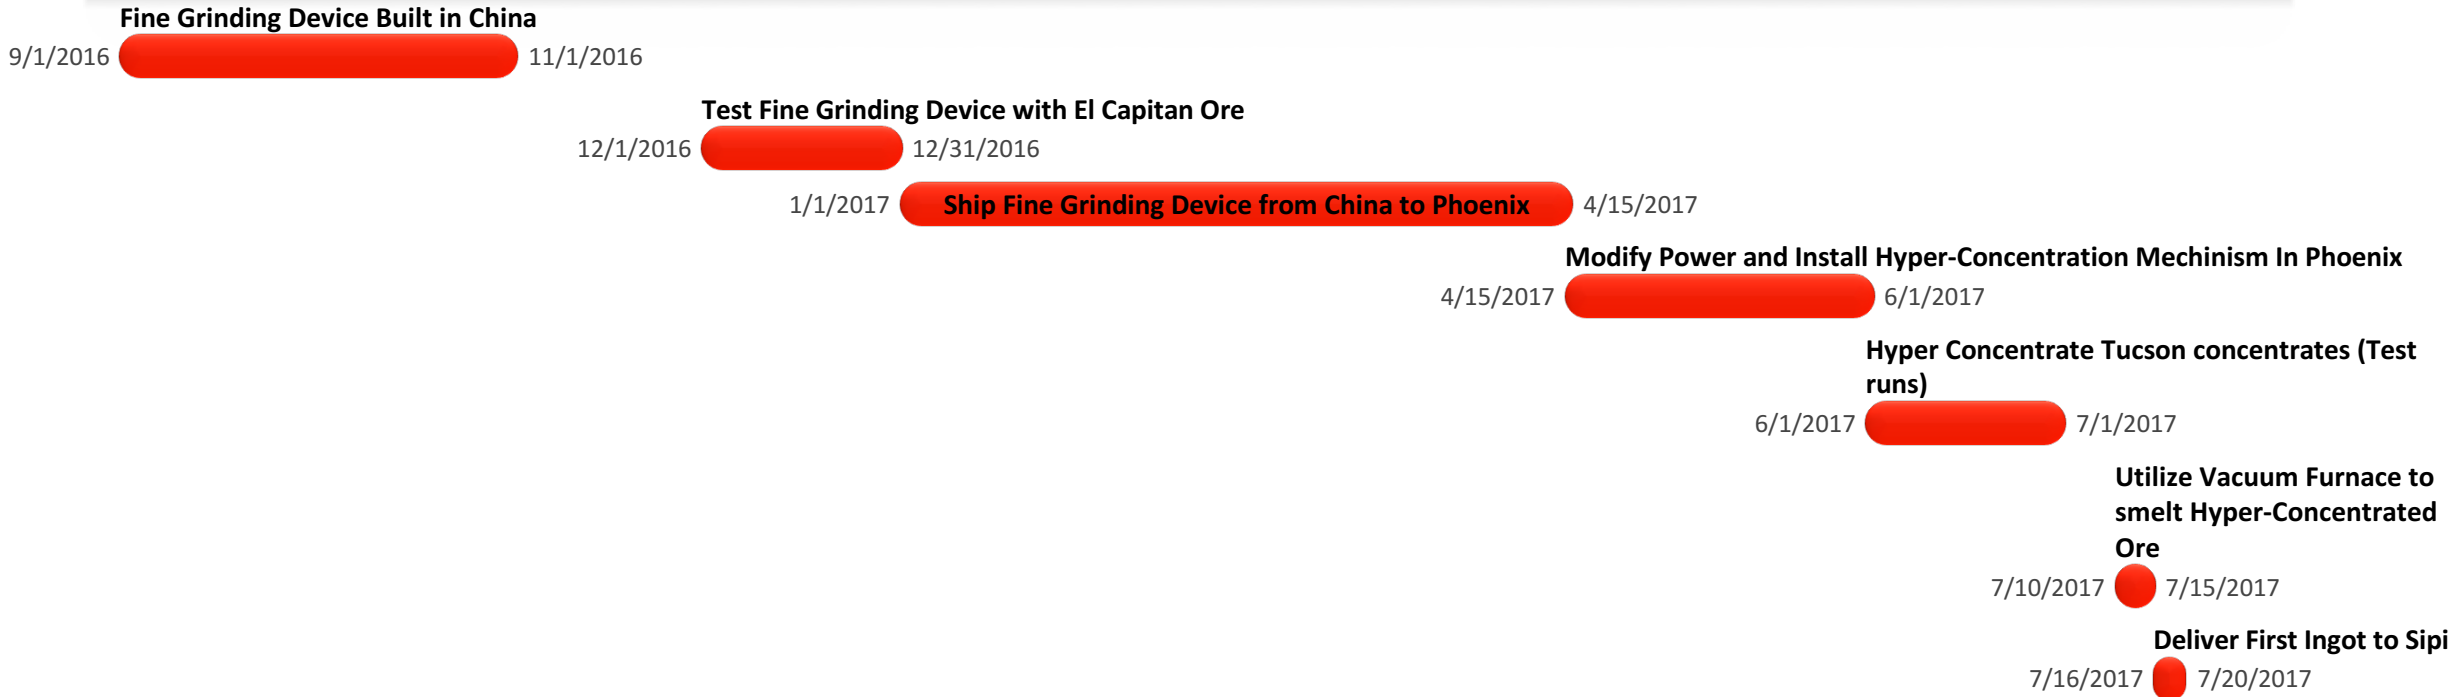 Fine Grinding Device Built in China
9/1/2016 11/1/2016
Test Fine Grinding Device with El Capitan Ore
12/1/2016 12/31/2016
1/1/2017 Ship Fine Grinding Device from China to Phoenix 4/15/2017
Modify Power and Install Hyper-Concentration Mechinism In Phoenix
4/15/2017 6/1/2017
Hyper Concentrate Tucson concentrates (Test
runs)
6/1/2017 7/1/2017
Utilize Vacuum Furnace to
smelt Hyper-Concentrated
Ore
7/10/2017 7/15/2017
Deliver First Ingot to Sipi
7/16/2017 7/20/2017